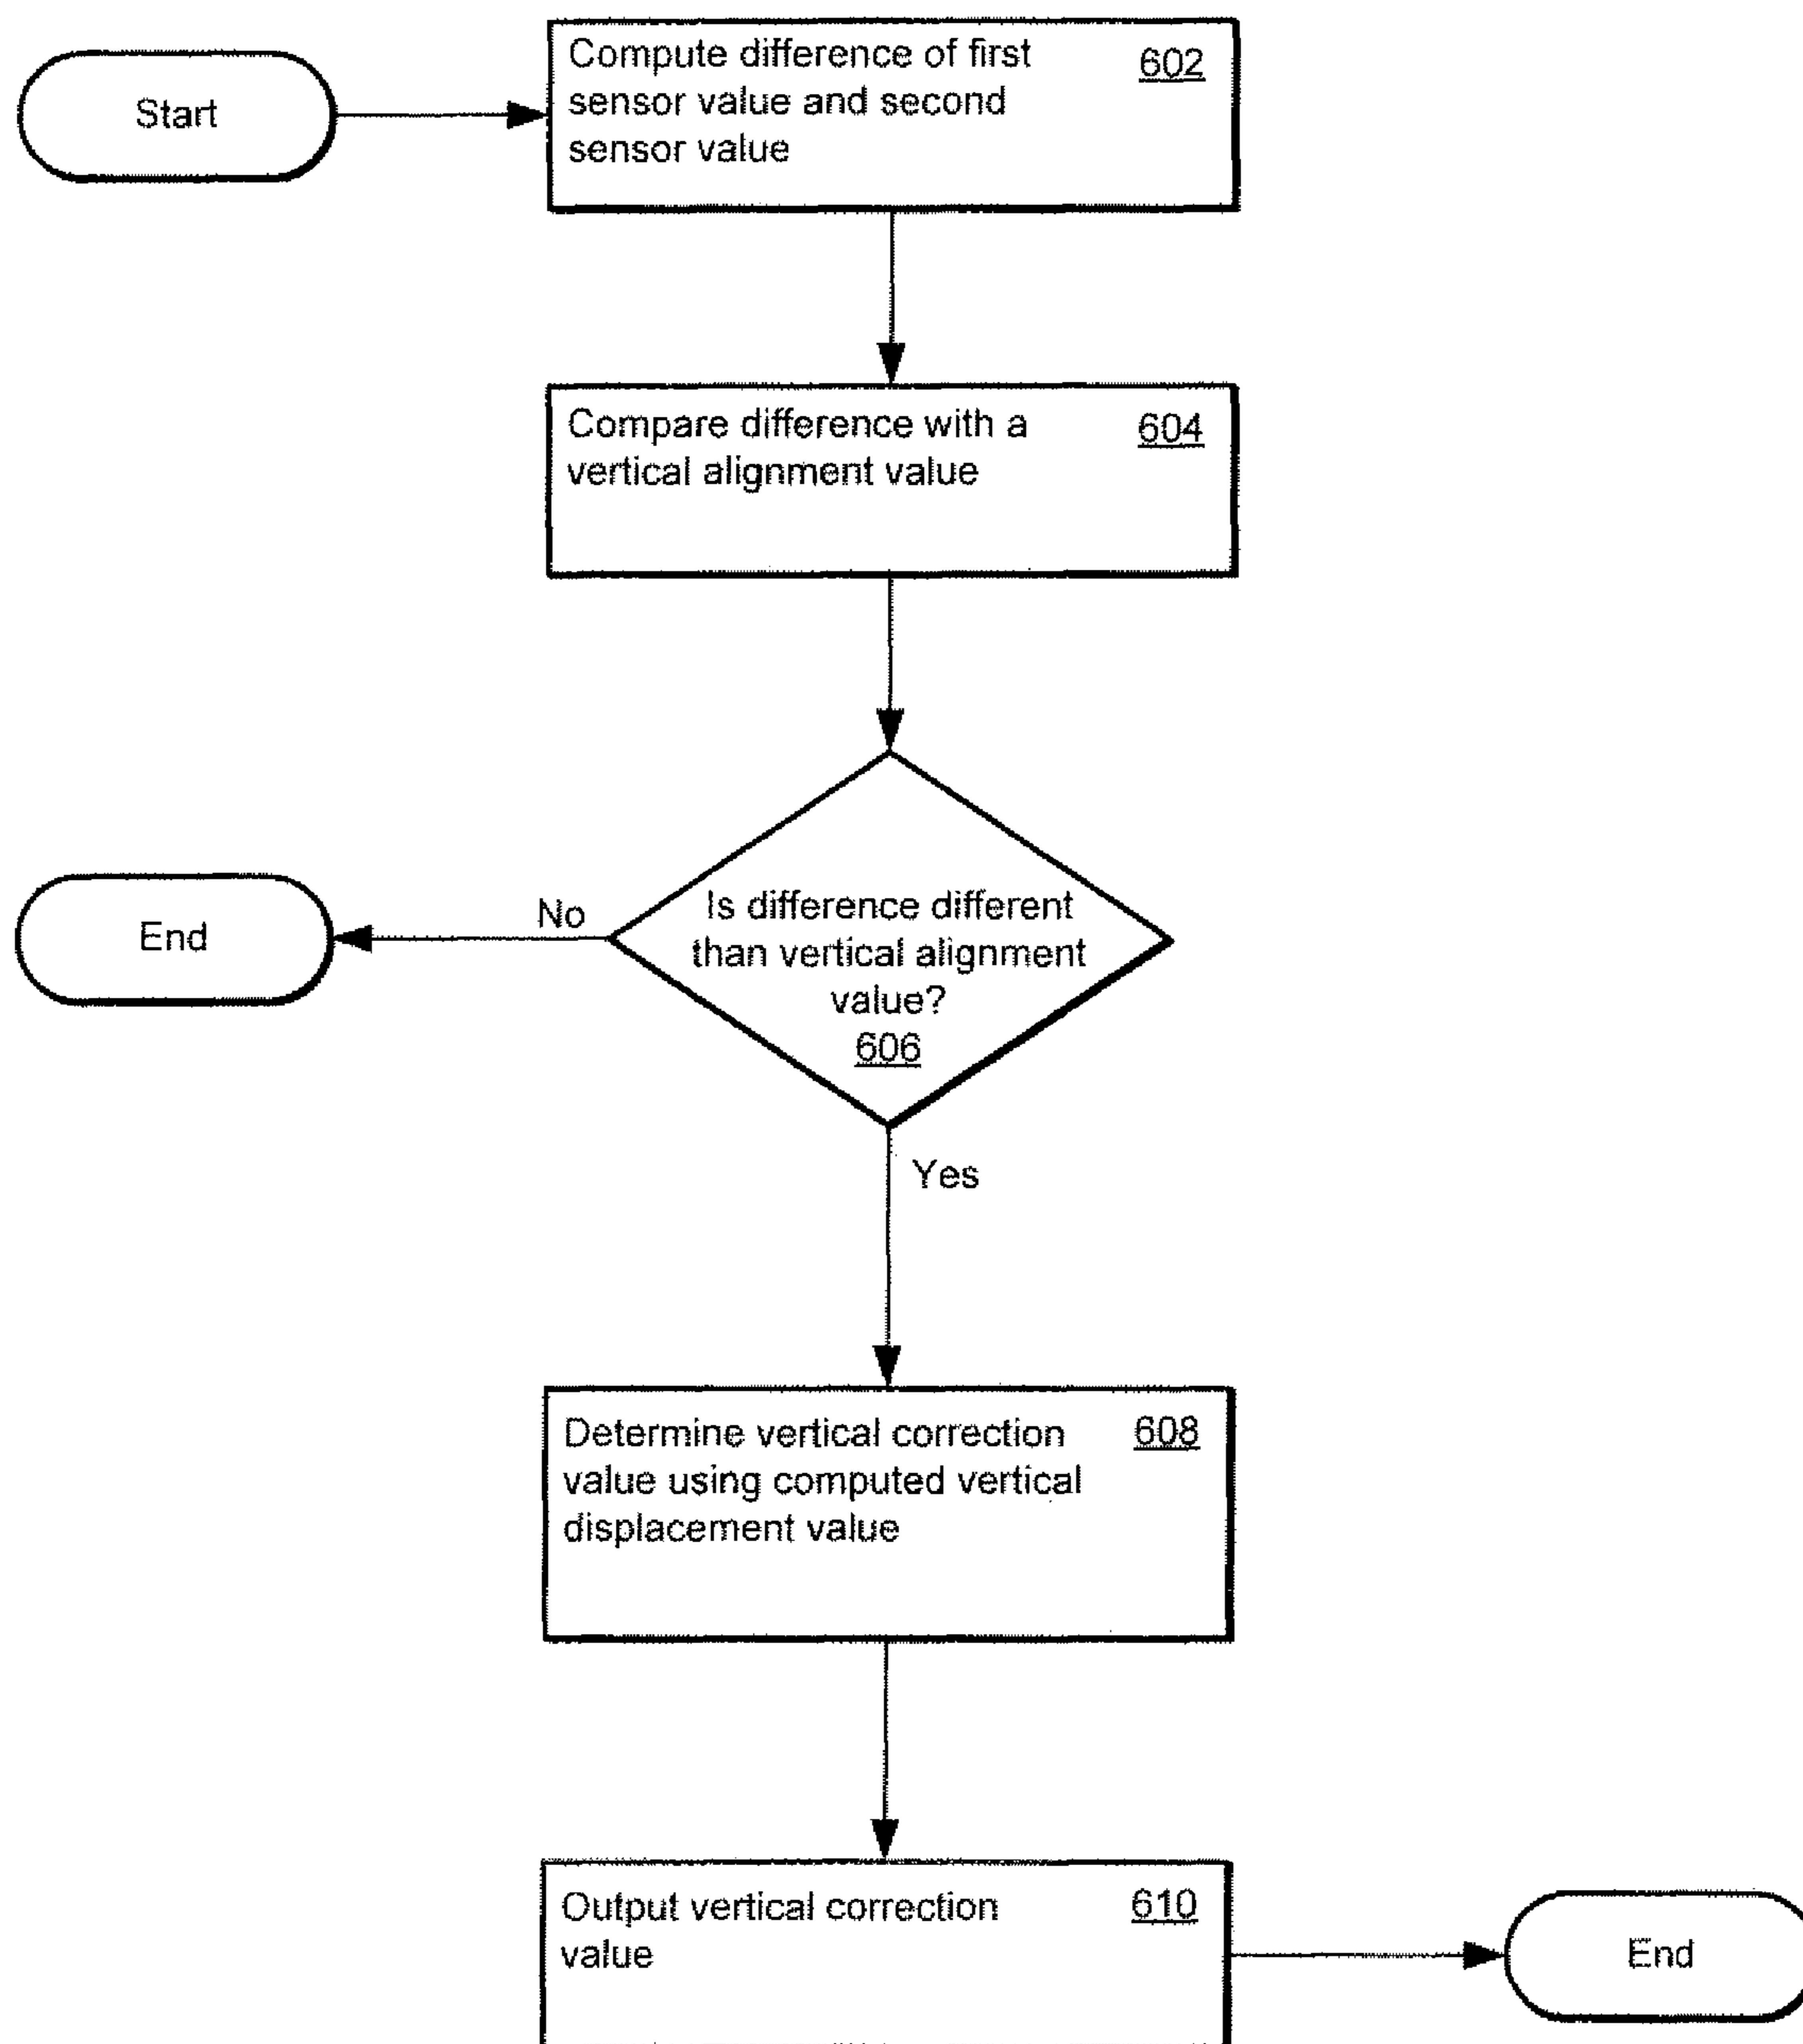 Start
Compute difference of first
sensor value and second
sensor value
602
Compare difference with a
vertical alignment value
604
Is difference different
than vertical alignment
value?
606
No
End
Yes
Determine vertical correction
value using computed vertical
displacement value
608
Output vertical correction
value
610
End